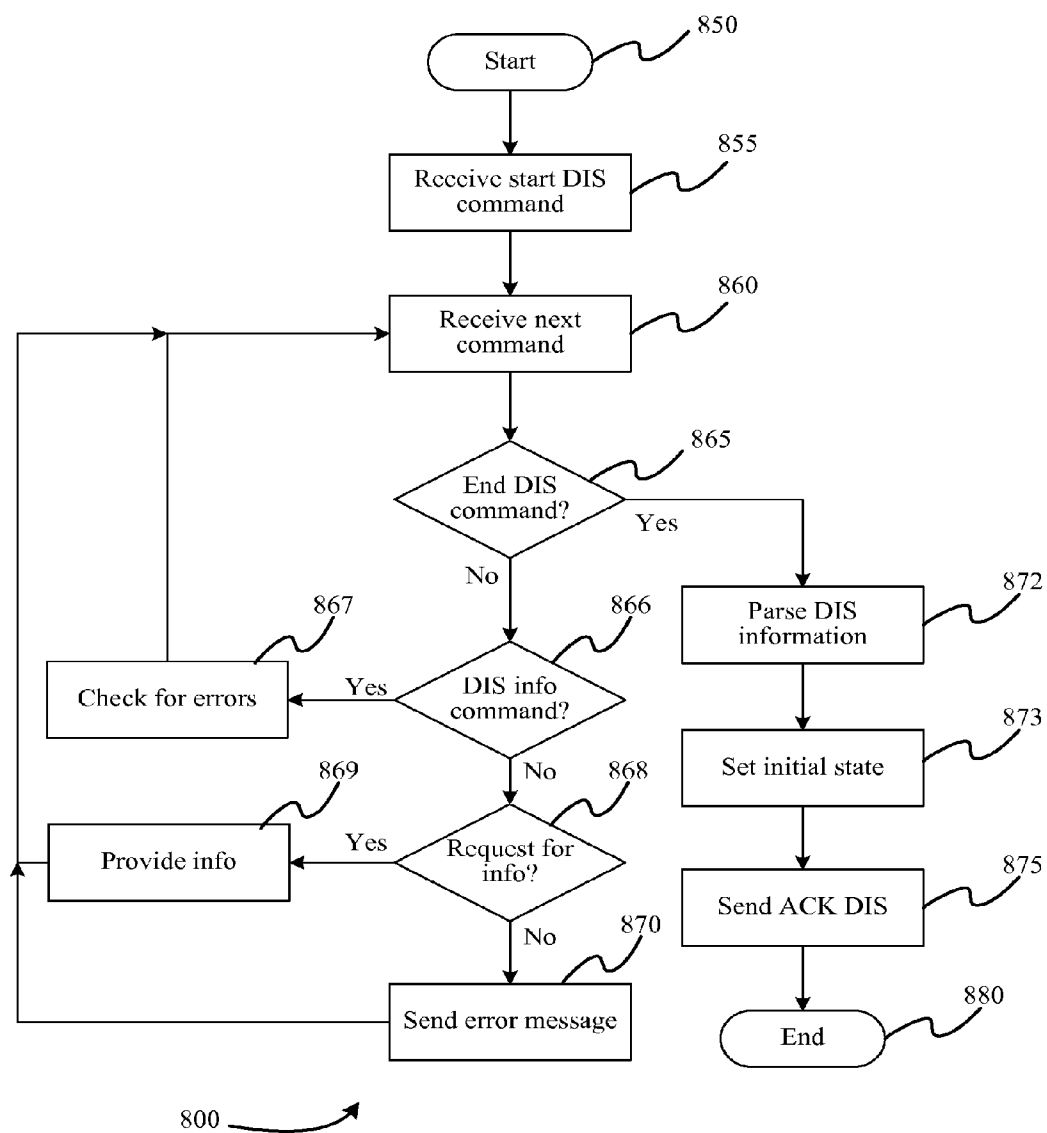 850
Start
855
Receive start DIS
command
860
Receive next
command
865
End DIS
command?
Yes
No
867
866
872
Parse DIS
information
Check for errors
Yes
DIS info
command?
873
Set initial state
No
869
868
Provide info
Yes
Request for
info?
875
Send ACK DIS
No
870
Send error message
880
End
800